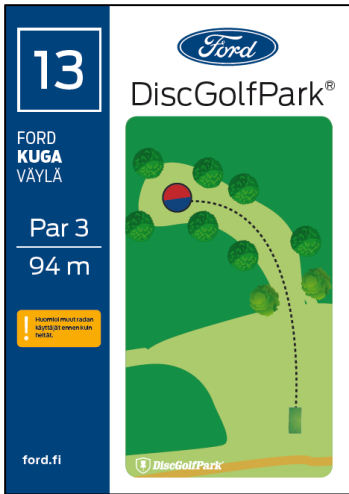 13
Ford
DiscGolfPark®
FORD
KUGA
VÄYLÄ
Par 3
94 m
! Huomioi muut radan
käyttäjät ennen kuin
heität.
ford.fi
DiscGolfPark